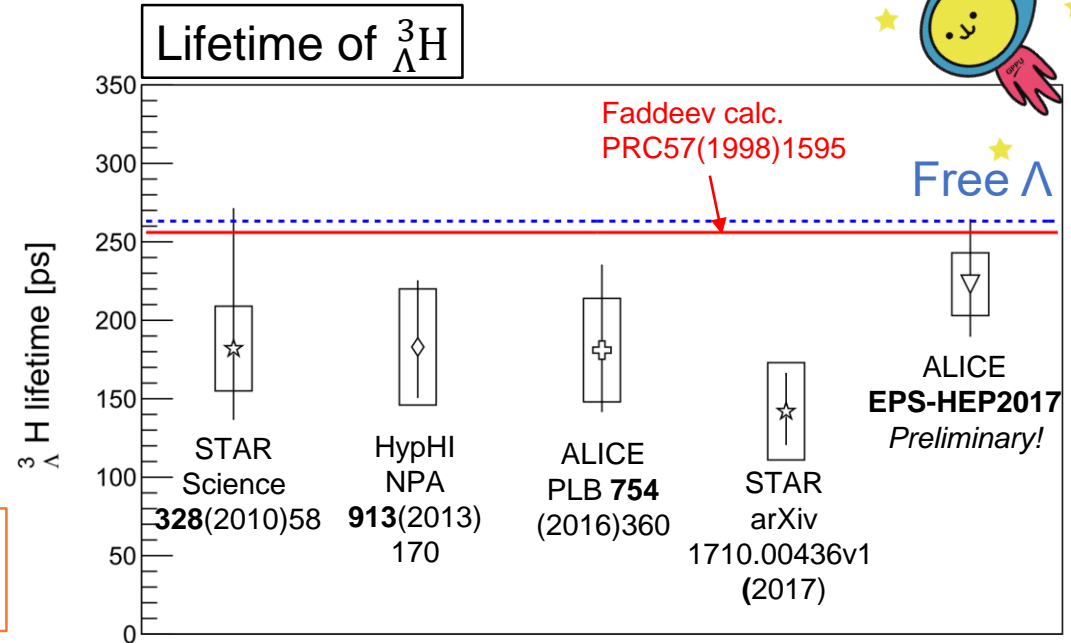 Lifetime of ³ΛH
Faddeev calc.
PRC57(1998)1595
Free Λ
350
300
250
200
150
100
50
0
³Λ H lifetime [ps]
STAR
Science
328(2010)58
HypHI
NPA
913(2013)
170
ALICE
PLB 754
(2016)360
STAR
arXiv
1710.00436v1
(2017)
ALICE
EPS-HEP2017
Preliminary!
GPPU